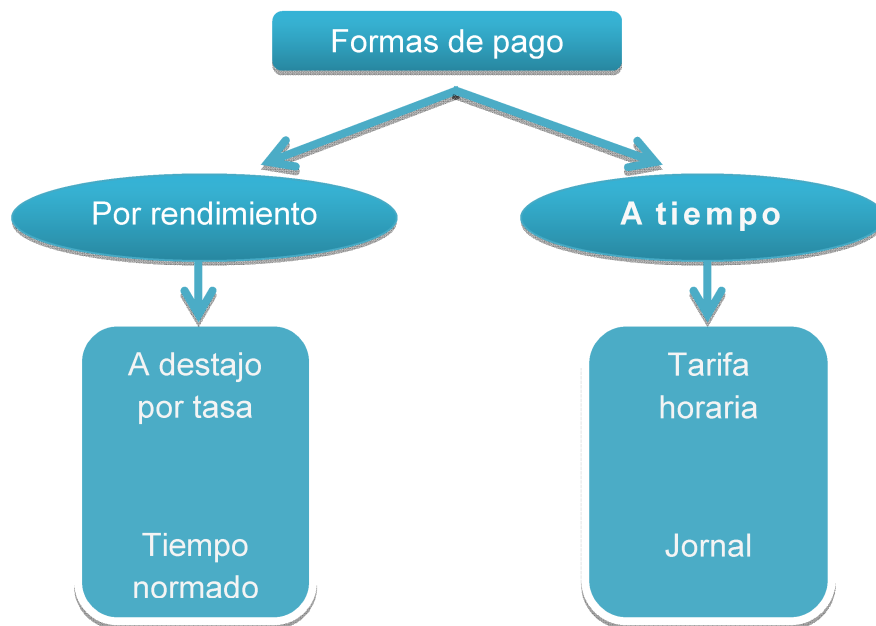 Formas de pago
Por rendimiento
A tiempo
A destajo
por tasa
Tiempo
normado
Tarifa
horaria
Jornal